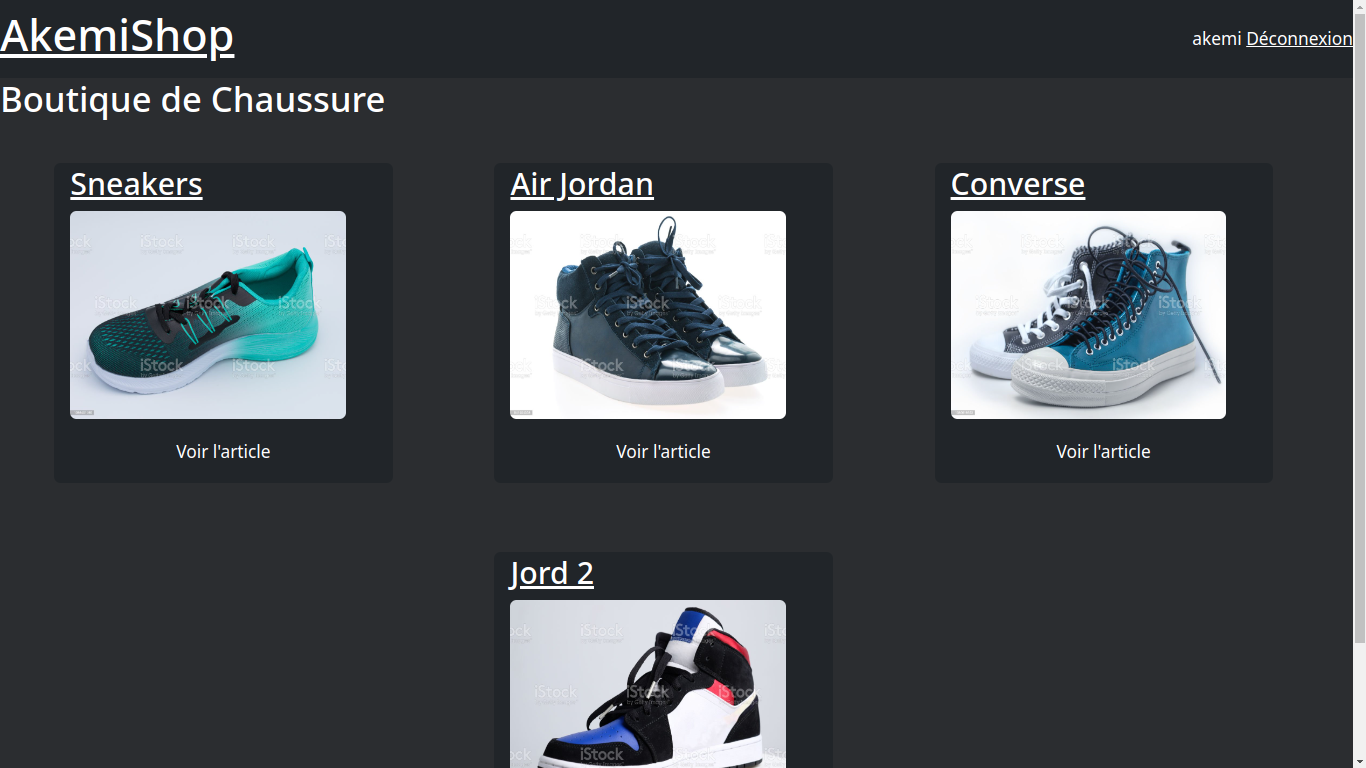 AkemiShop
akemi Déconnexion
Boutique de Chaussure
Sneakers
Air Jordan
Converse
iStock
iStock
iStock
Voir l'article
Voir l'article
Voir l'article
Jord 2
iStock